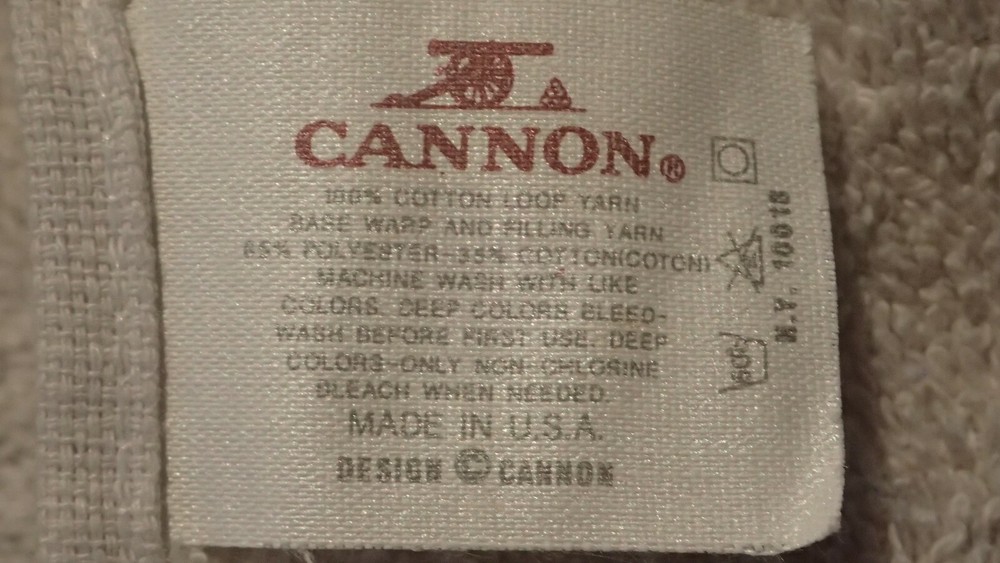 CANNON®
100% COTTON LOOP YARN
BASE WARP AND FILLING YARN
65% POLYESTER-35% COTTON(COTON)
MACHINE WASH WITH LIKE
COLORS. DEEP COLORS BLEED-
WASH BEFORE FIRST USE. DEEP
COLORS-ONLY NON-CHLORINE
BLEACH WHEN NEEDED.
MADE IN U.S.A.
DESIGN © CANNON
N.Y. 10018
50°